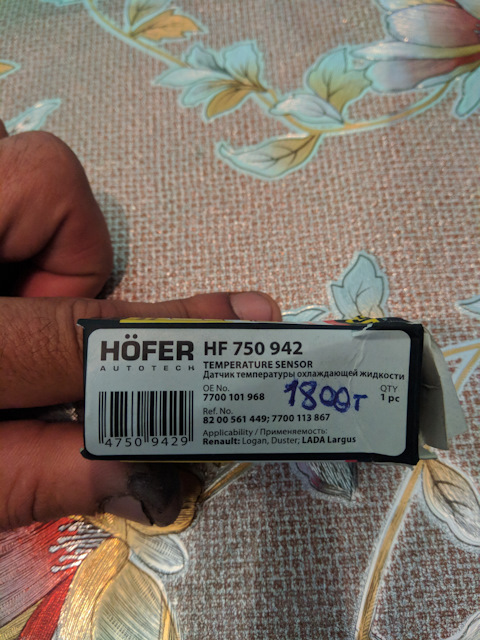 HÖFER HF 750 942
AUTOTECH TEMPERATURE SENSOR
Датчик температуры охлаждающей жидкости
OE No. 1800т QTY
7700 101 968 1 pc
Ref. No.
82 00 561 449; 7700 113 867
Applicability / Применяемость:
Renault: Logan, Duster; LADA Largus
4750 9429